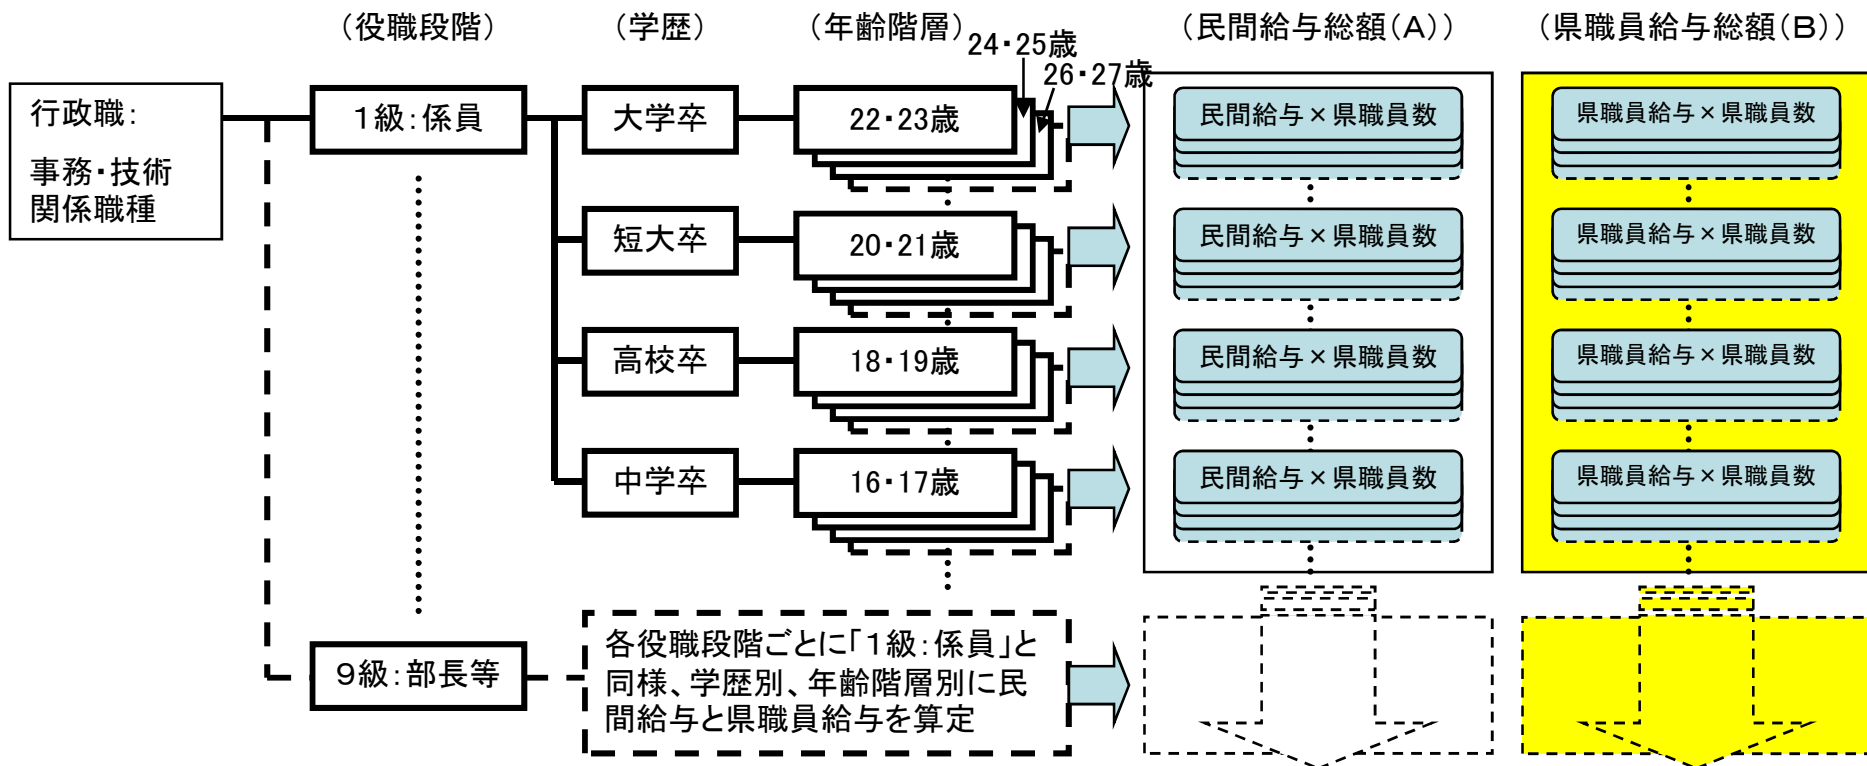 （役職段階）
（学歴）
（年齢階層）
（民間給与総額（Ａ））
（県職員給与総額（Ｂ））
24・25歳
26・27歳
行政職：
事務・技術
関係職種
１級：係員
大学卒
22・23歳
民間給与×県職員数
県職員給与×県職員数
短大卒
20・21歳
民間給与×県職員数
県職員給与×県職員数
高校卒
18・19歳
民間給与×県職員数
県職員給与×県職員数
中学卒
16・17歳
民間給与×県職員数
県職員給与×県職員数
９級：部長等
各役職段階ごとに「１級：係員」と
同様、学歴別、年齢階層別に民
間給与と県職員給与を算定